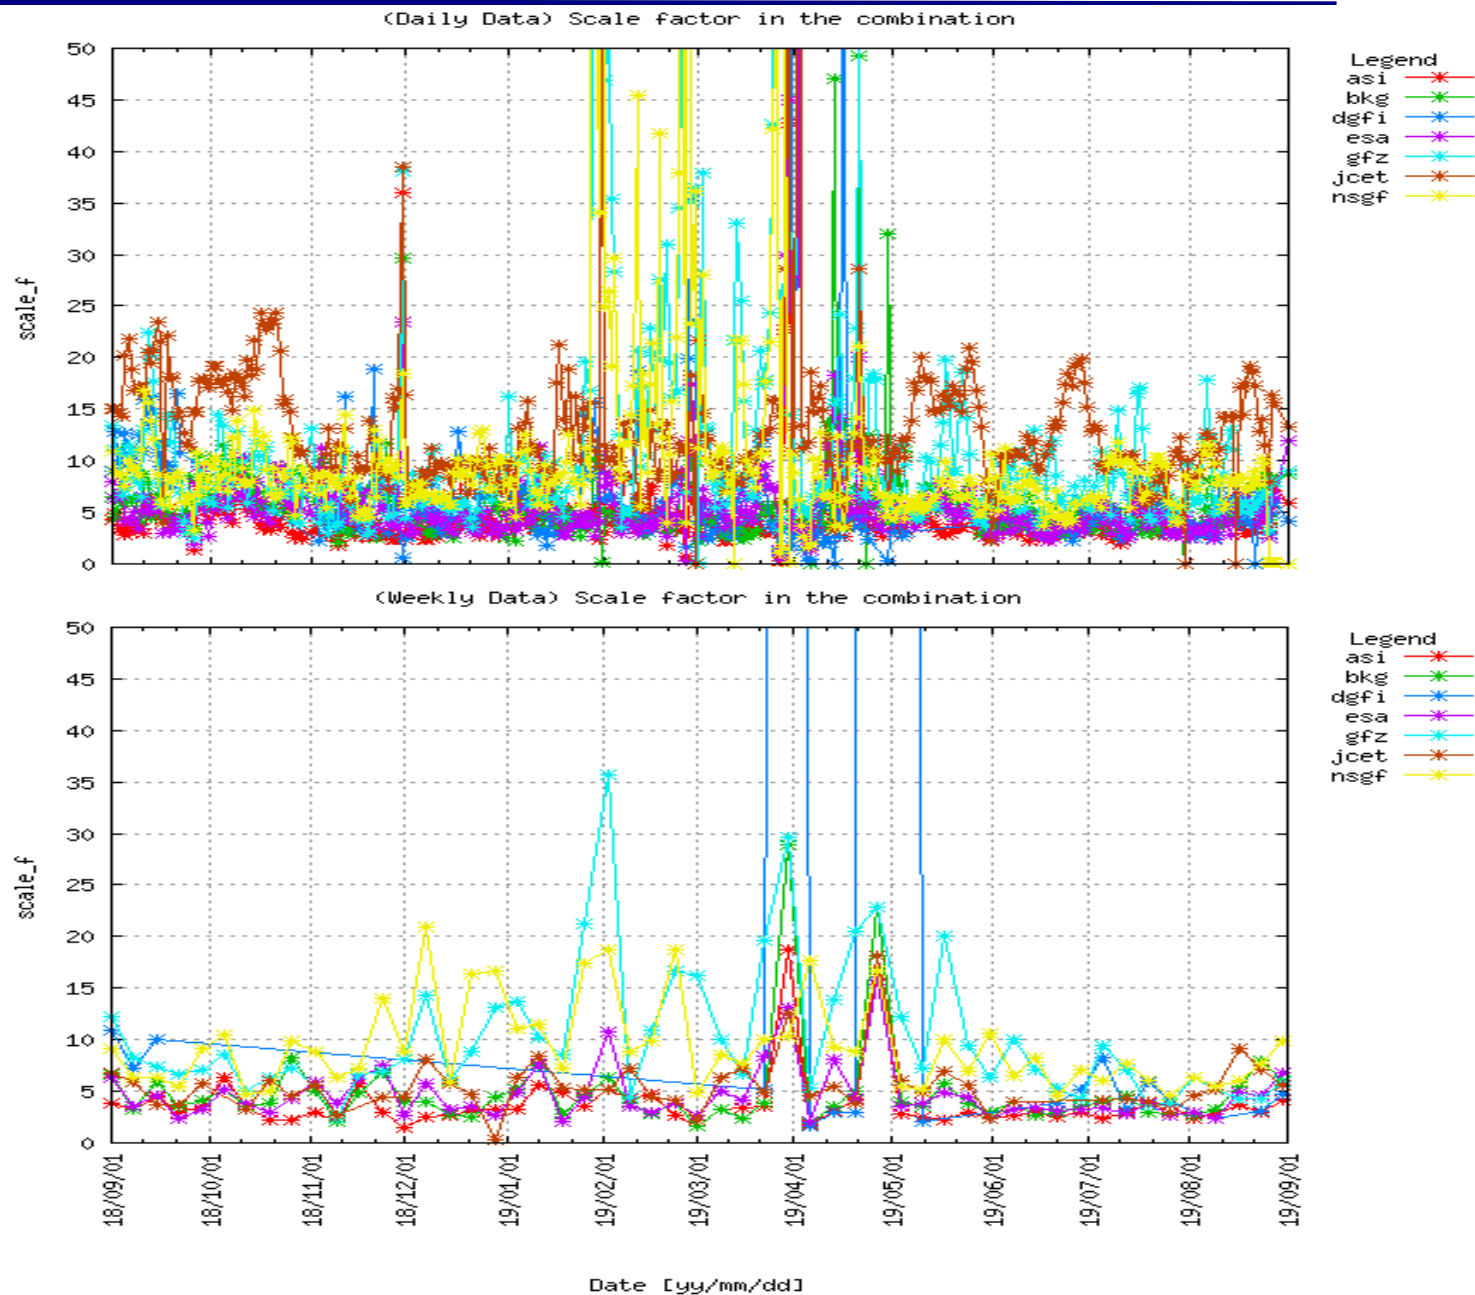 (Daily Data) Scale factor in the combination
50
45
40
35
30
25
20
15
10
5
0
scale_f
Legend
asi
bkg
dgfi
esa
gfz
jcet
nsgf
(Weekly Data) Scale factor in the combination
50
45
40
35
30
25
20
15
10
5
0
scale_f
Legend
asi
bkg
dgfi
esa
gfz
jcet
nsgf
18/09/01
18/10/01
18/11/01
18/12/01
19/01/01
19/02/01
19/03/01
19/04/01
19/05/01
19/06/01
19/07/01
19/08/01
19/09/01
Date [yy/mm/dd]